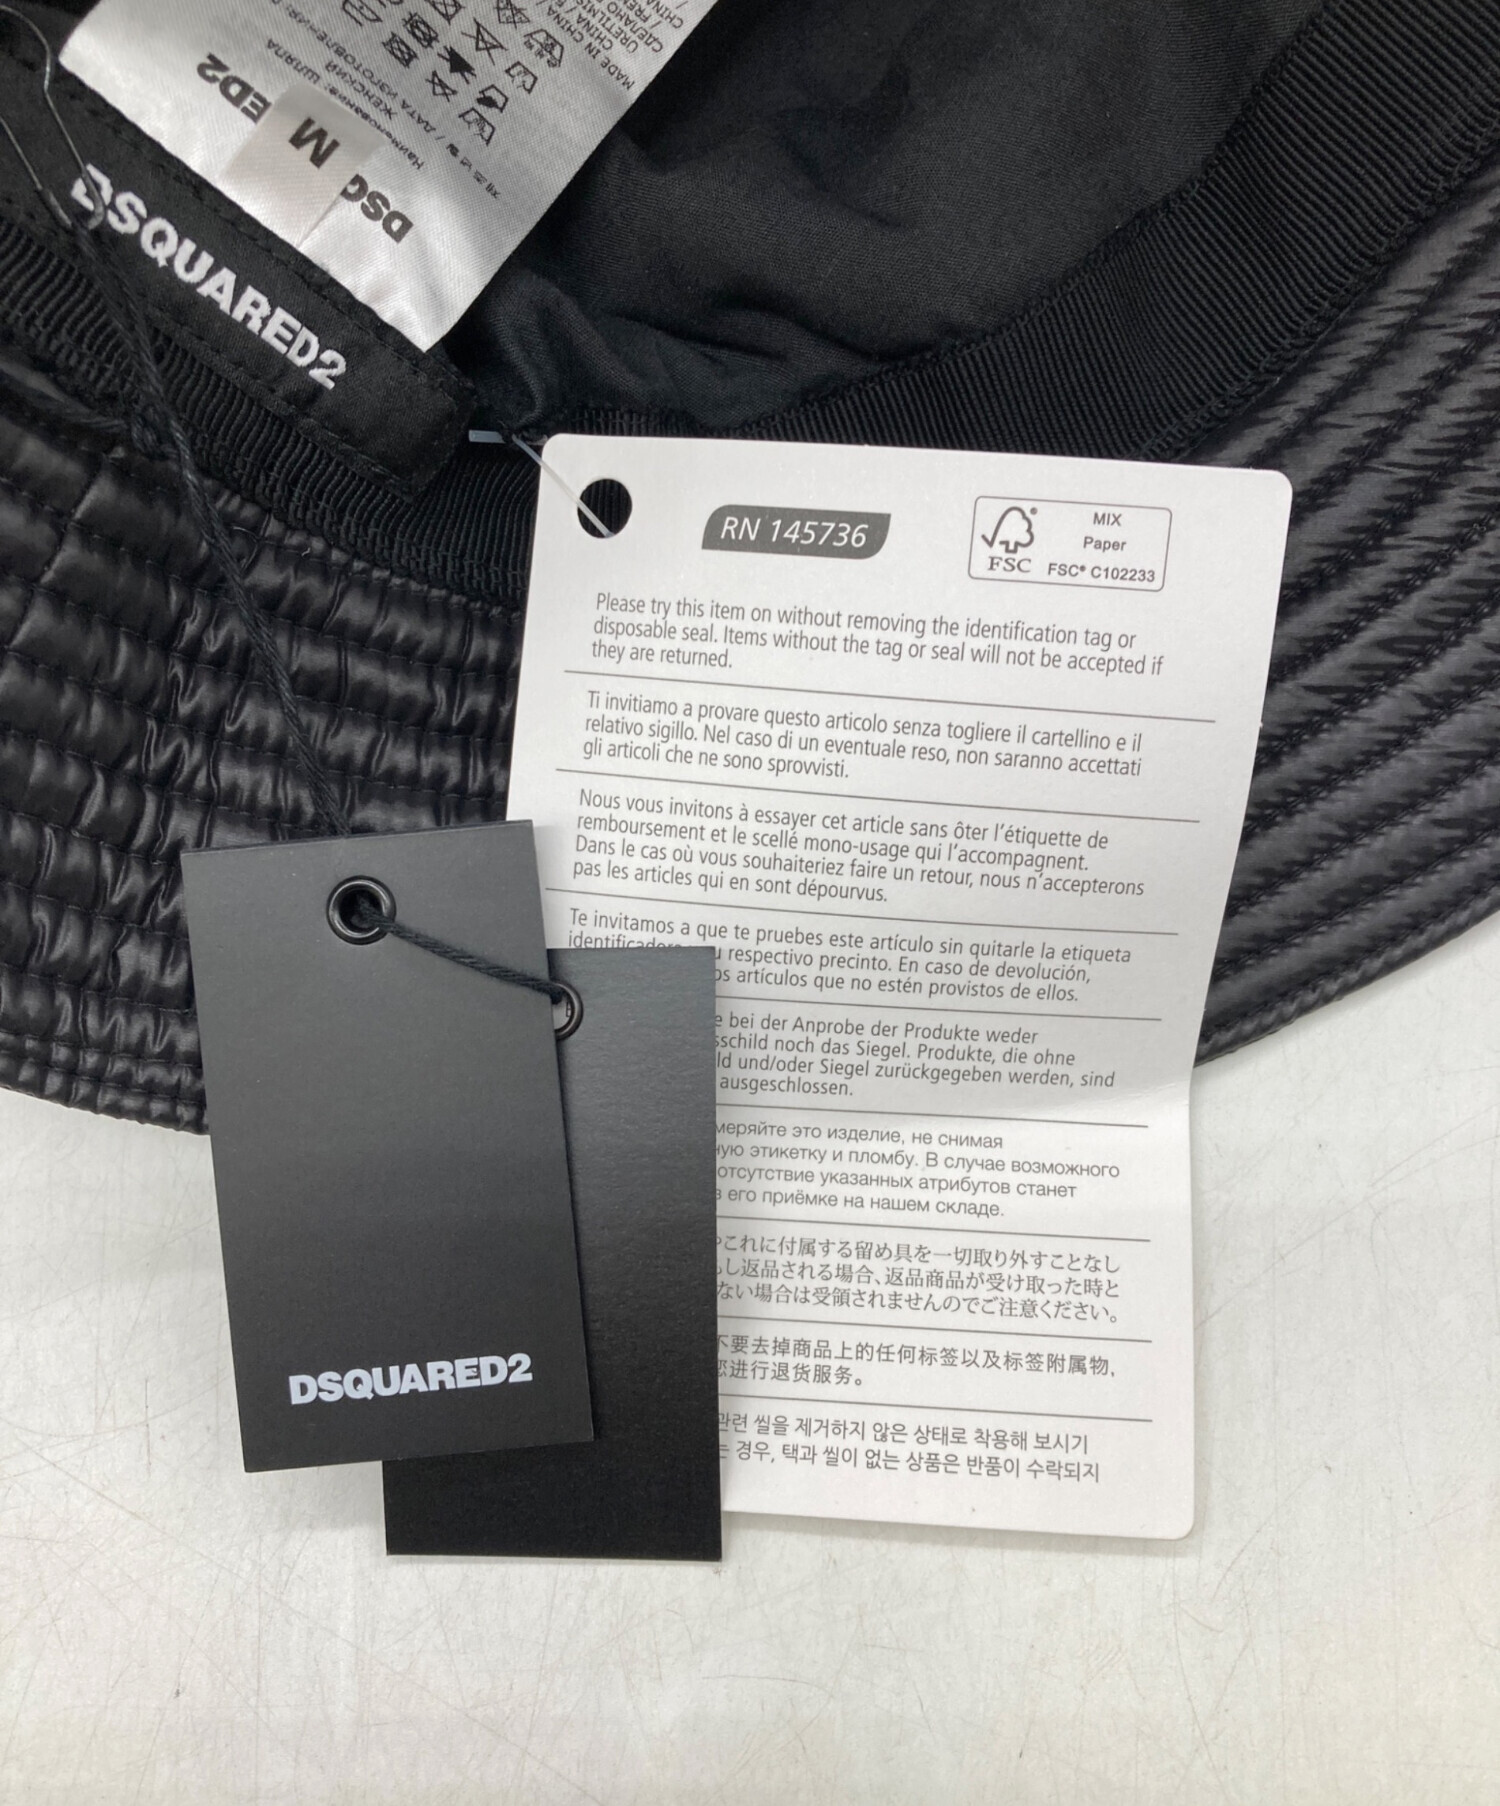 MADE IN CHINA
DSQ
ED2
M
DSQUARED2
RN 145736
MIX
Paper
FSC
FSC® C102233
Please try this item on without removing the identification tag or
disposable seal. Items without the tag or seal will not be accepted if
they are returned.
Ti invitiamo a provare questo articolo senza togliere il cartellino e il
relativo sigillo. Nel caso di un eventuale reso, non saranno accettati
gli articoli che ne sono sprovvisti.
Nous vous invitons à essayer cet article sans ôter l'étiquette de
remboursement et le scellé mono-usage qui l'accompagnent.
Dans le cas où vous souhaiteriez faire un retour, nous n'accepterons
pas les articles qui en sont dépourvus.
Te invitamos a que te pruebes este artículo sin quitarle la etiqueta
respectivo precinto. En caso de devolución,
os artículos que no estén provistos de ellos.
e bei der Anprobe der Produkte weder
sschild noch das Siegel. Produkte, die ohne
ld und/oder Siegel zurückgegeben werden, sind
ausgeschlossen.
меряйте это изделие, не снимая
ную этикетку и пломбу. В случае возможного
отсутствие указанных атрибутов станет
в его приёмке на нашем складе.
これに付属する留め具を一切取り外すことなし
し返品される場合、返品商品が受け取った時と
ない場合は受領されませんのでご注意ください。
不要去掉商品上的任何标签以及标签附属物,
您进行退货服务。
관련 씰을 제거하지 않은 상태로 착용해 보시기
는 경우, 택과 씰이 없는 상품은 반품이 수락되지
DSQUARED2